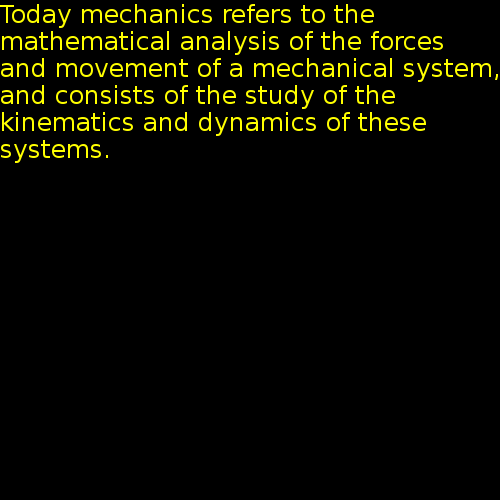 Today mechanics refers to the
mathematical analysis of the forces
and movement of a mechanical system,
and consists of the study of the
kinematics and dynamics of these
systems.